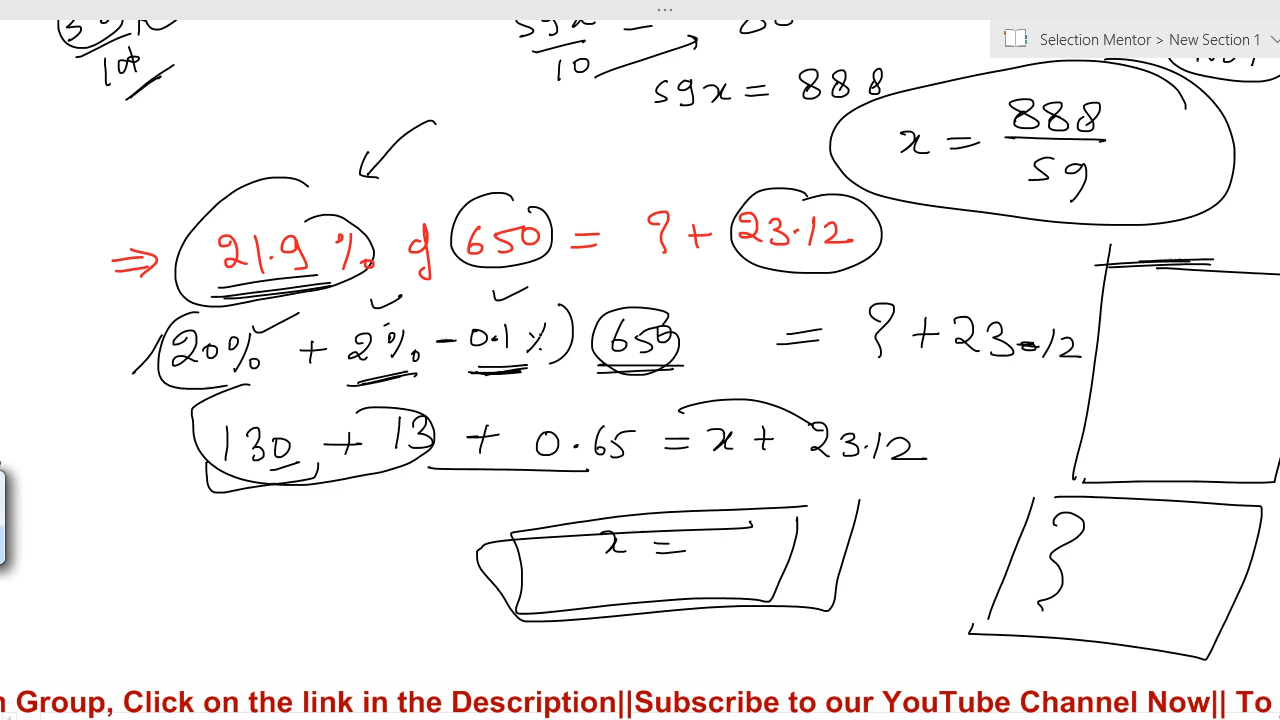 Selection Mentor > New Section 1
10
10
59x = 888
x = 888/59
⇒ 21.9% of 650 = ? + 23.12
(20% + 2% - 0.1%) 650 = ? + 23.12
130 + 13 + 0.65 = x + 23.12
x =
?
n Group, Click on the link in the Description||Subscribe to our YouTube Channel Now|| To